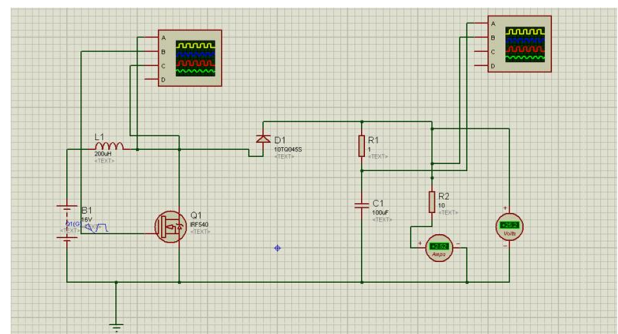 A
B
C
D
A
B
C
D
L1
200uH
<TEXT>
D1
10TQ045S
<TEXT>
R1
1
<TEXT>
B1
16V
<TEXT>
Q1
IRF540
<TEXT>
C1
100uF
<TEXT>
R2
10
<TEXT>
Amps
Volts